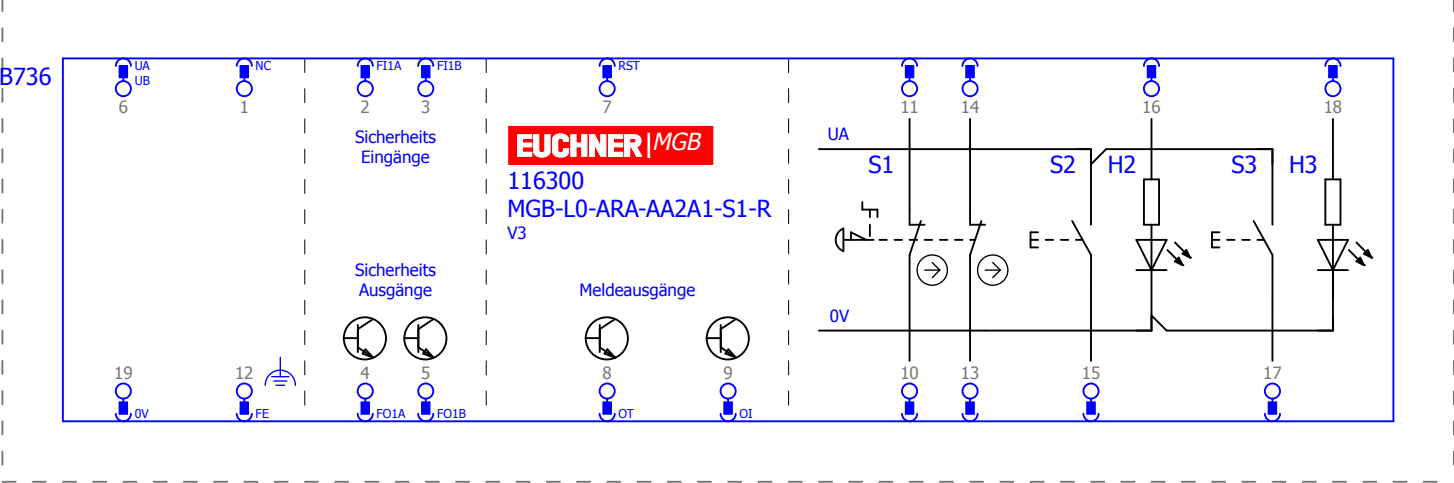 B736
UA
UB
6
NC
1
FI1A
2
FI1B
3
RST
7
11
14
16
18
Sicherheits
Eingänge
EUCHNER|MGB
116300
MGB-L0-ARA-AA2A1-S1-R
V3
UA
S1
S2
H2
S3
H3
Sicherheits
Ausgänge
Meldeausgänge
0V
19
0V
12
FE
4
FO1A
5
FO1B
8
OT
9
OI
10
13
15
17